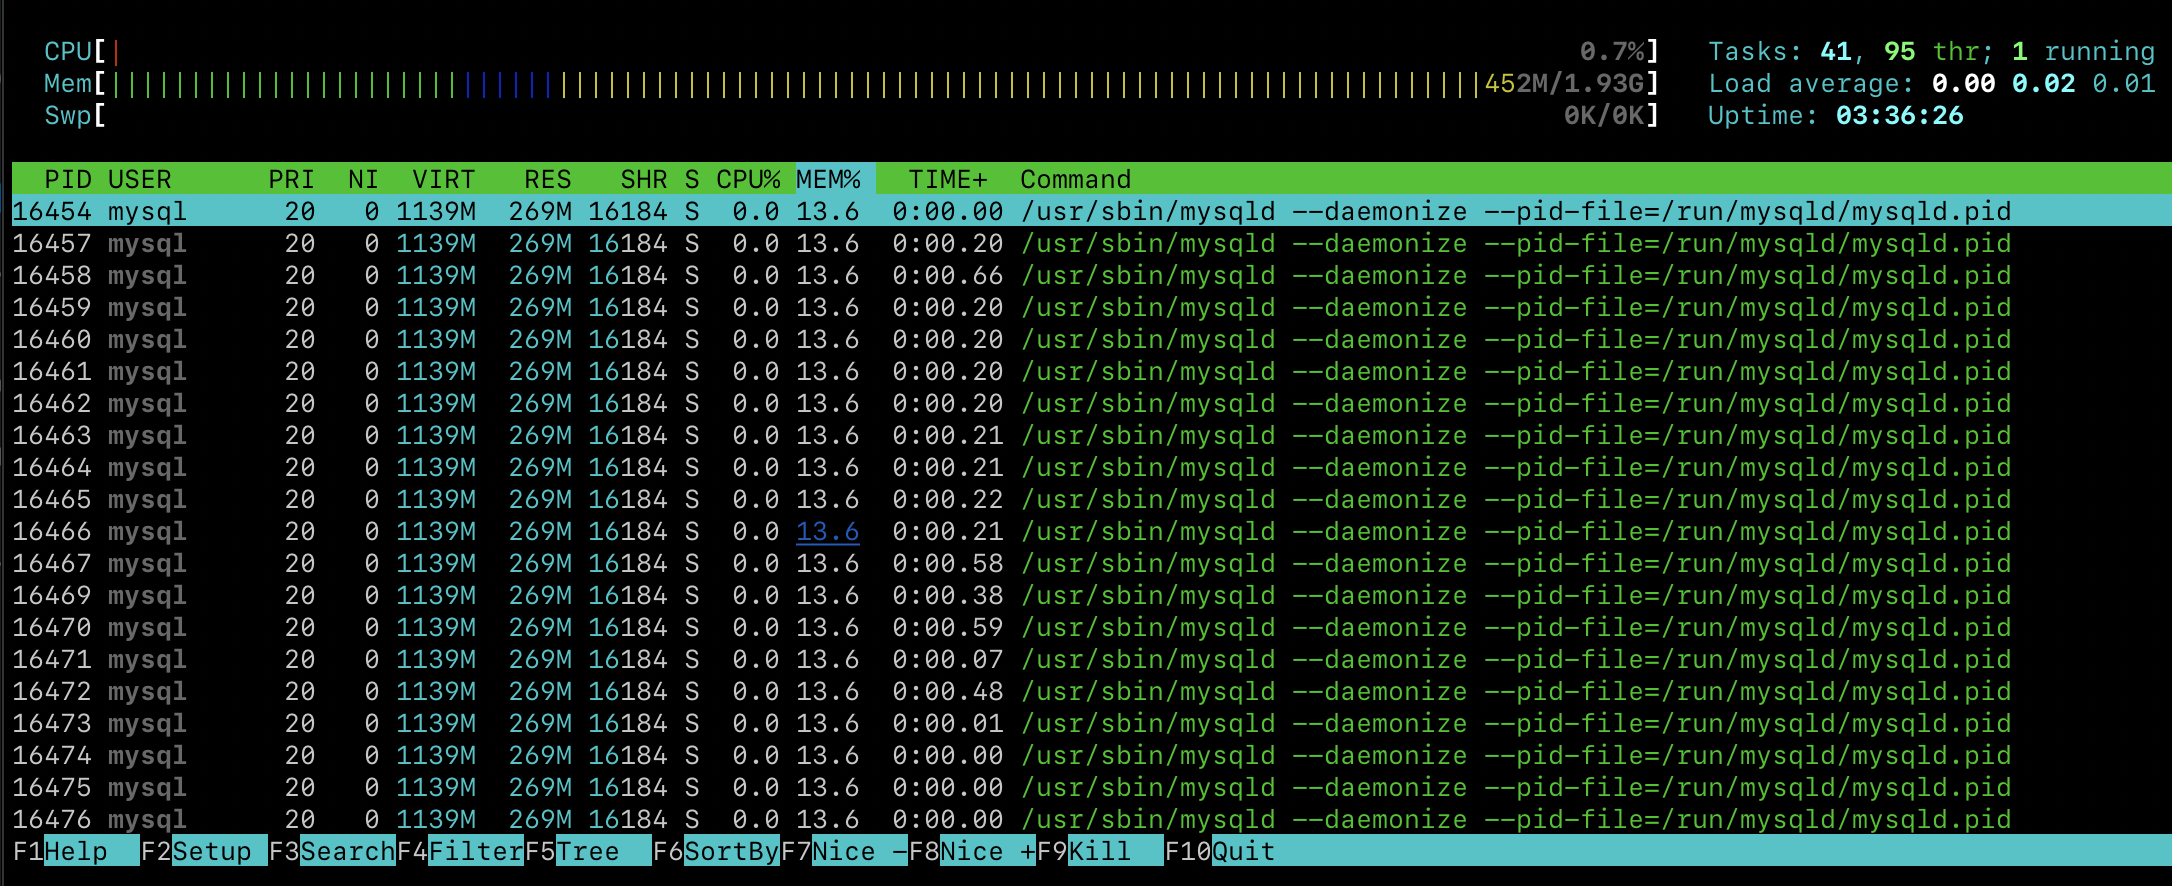 CPU[| 0.7%] Tasks: 41, 95 thr; 1 running
Mem[||||||||||||||||||||||||||||||||||||||||||||||||||||||||||||||||||||||||||||||||||||||452M/1.93G] Load average: 0.00 0.02 0.01
Swp[ 0K/0K] Uptime: 03:36:26
PID USER PRI NI VIRT RES SHR S CPU% MEM% TIME+ Command
16454 mysql 20 0 1139M 269M 16184 S 0.0 13.6 0:00.00 /usr/sbin/mysqld --daemonize --pid-file=/run/mysqld/mysqld.pid
16457 mysql 20 0 1139M 269M 16184 S 0.0 13.6 0:00.20 /usr/sbin/mysqld --daemonize --pid-file=/run/mysqld/mysqld.pid
16458 mysql 20 0 1139M 269M 16184 S 0.0 13.6 0:00.66 /usr/sbin/mysqld --daemonize --pid-file=/run/mysqld/mysqld.pid
16459 mysql 20 0 1139M 269M 16184 S 0.0 13.6 0:00.20 /usr/sbin/mysqld --daemonize --pid-file=/run/mysqld/mysqld.pid
16460 mysql 20 0 1139M 269M 16184 S 0.0 13.6 0:00.20 /usr/sbin/mysqld --daemonize --pid-file=/run/mysqld/mysqld.pid
16461 mysql 20 0 1139M 269M 16184 S 0.0 13.6 0:00.20 /usr/sbin/mysqld --daemonize --pid-file=/run/mysqld/mysqld.pid
16462 mysql 20 0 1139M 269M 16184 S 0.0 13.6 0:00.20 /usr/sbin/mysqld --daemonize --pid-file=/run/mysqld/mysqld.pid
16463 mysql 20 0 1139M 269M 16184 S 0.0 13.6 0:00.21 /usr/sbin/mysqld --daemonize --pid-file=/run/mysqld/mysqld.pid
16464 mysql 20 0 1139M 269M 16184 S 0.0 13.6 0:00.21 /usr/sbin/mysqld --daemonize --pid-file=/run/mysqld/mysqld.pid
16465 mysql 20 0 1139M 269M 16184 S 0.0 13.6 0:00.22 /usr/sbin/mysqld --daemonize --pid-file=/run/mysqld/mysqld.pid
16466 mysql 20 0 1139M 269M 16184 S 0.0 13.6 0:00.21 /usr/sbin/mysqld --daemonize --pid-file=/run/mysqld/mysqld.pid
16467 mysql 20 0 1139M 269M 16184 S 0.0 13.6 0:00.58 /usr/sbin/mysqld --daemonize --pid-file=/run/mysqld/mysqld.pid
16469 mysql 20 0 1139M 269M 16184 S 0.0 13.6 0:00.38 /usr/sbin/mysqld --daemonize --pid-file=/run/mysqld/mysqld.pid
16470 mysql 20 0 1139M 269M 16184 S 0.0 13.6 0:00.59 /usr/sbin/mysqld --daemonize --pid-file=/run/mysqld/mysqld.pid
16471 mysql 20 0 1139M 269M 16184 S 0.0 13.6 0:00.07 /usr/sbin/mysqld --daemonize --pid-file=/run/mysqld/mysqld.pid
16472 mysql 20 0 1139M 269M 16184 S 0.0 13.6 0:00.48 /usr/sbin/mysqld --daemonize --pid-file=/run/mysqld/mysqld.pid
16473 mysql 20 0 1139M 269M 16184 S 0.0 13.6 0:00.01 /usr/sbin/mysqld --daemonize --pid-file=/run/mysqld/mysqld.pid
16474 mysql 20 0 1139M 269M 16184 S 0.0 13.6 0:00.00 /usr/sbin/mysqld --daemonize --pid-file=/run/mysqld/mysqld.pid
16475 mysql 20 0 1139M 269M 16184 S 0.0 13.6 0:00.00 /usr/sbin/mysqld --daemonize --pid-file=/run/mysqld/mysqld.pid
16476 mysql 20 0 1139M 269M 16184 S 0.0 13.6 0:00.00 /usr/sbin/mysqld --daemonize --pid-file=/run/mysqld/mysqld.pid
F1Help F2Setup F3SearchF4FilterF5Tree F6SortByF7Nice -F8Nice +F9Kill F10Quit